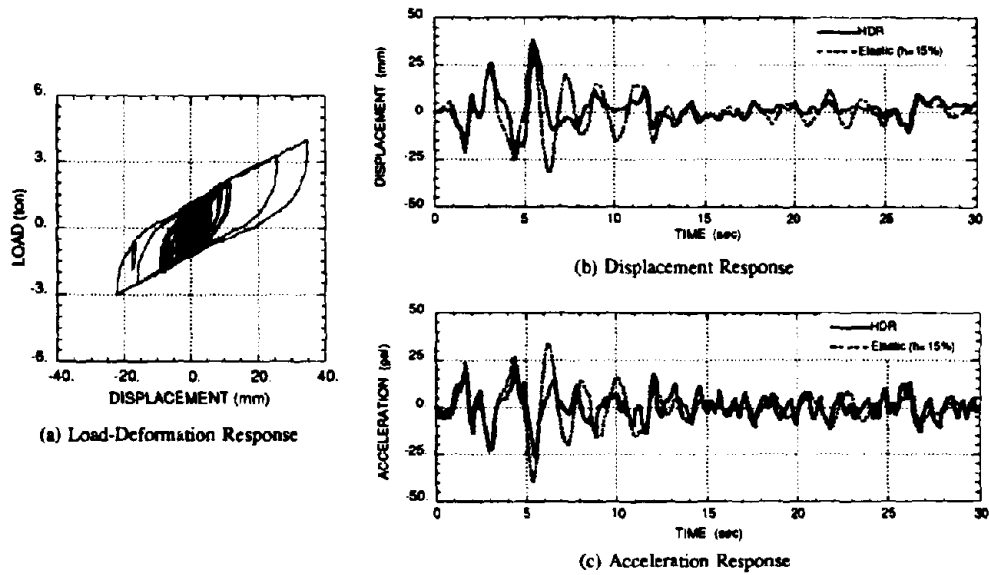 6.
3.
0.
-3.
-6.
LOAD (ton)
-40. -20. 0. 20. 40.
DISPLACEMENT (mm)
(a) Load-Deformation Response
50
25
0
-25
-50
DISPLACEMENT (mm)
HDR
Elastic (h=15%)
0 5 10 15 20 25 30
TIME (sec)
(b) Displacement Response
50
25
0
-25
-50
ACCELERATION (gal)
HDR
Elastic (h=15%)
0 5 10 15 20 25 30
TIME (sec)
(c) Acceleration Response